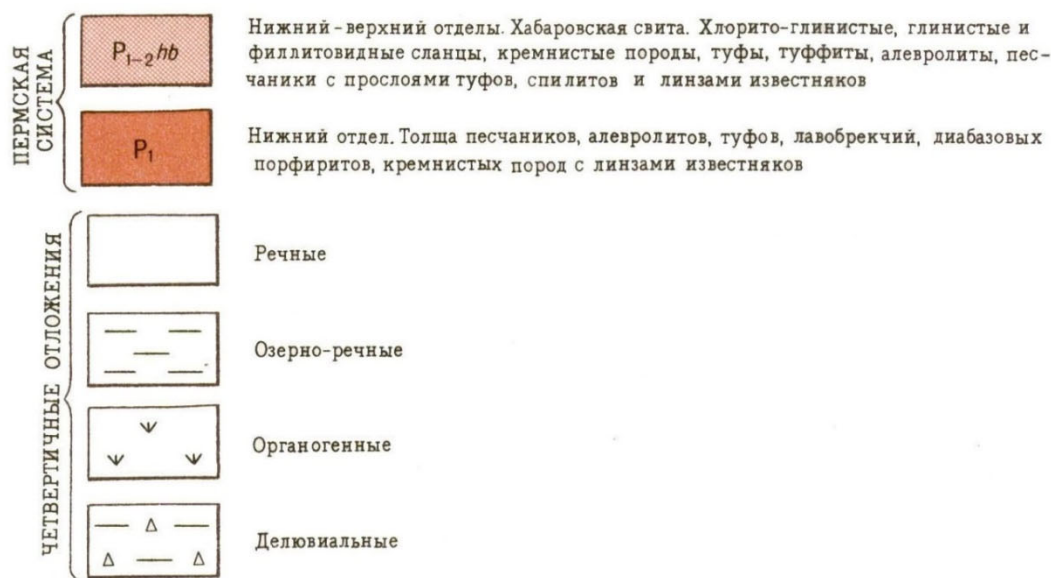 ПЕРМСКАЯ
СИСТЕМА
P₁₋₂hb
Нижний-верхний отделы. Хабаровская свита. Хлорито-глинистые, глинистые и
филлитовидные сланцы, кремнистые породы, туфы, туффиты, алевролиты, пес-
чаники с прослоями туфов, спилитов и линзами известняков
P₁
Нижний отдел. Толща песчаников, алевролитов, туфов, лавобрекчий, диабазовых
порфиритов, кремнистых пород с линзами известняков
ЧЕТВЕРТИЧНЫЕ ОТЛОЖЕНИЯ
Речные
Озерно-речные
Органогенные
Делювиальные